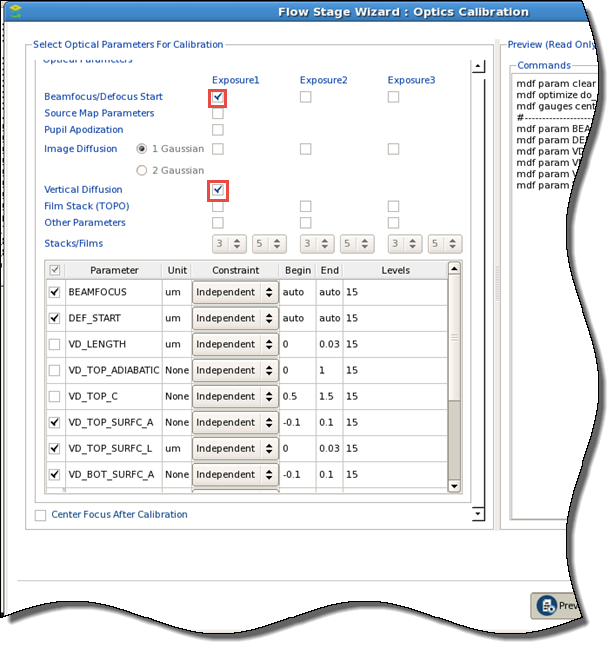 Flow Stage Wizard : Optics Calibration
Select Optical Parameters For Calibration
Optical Parameters
Exposure1 Exposure2 Exposure3
Beamfocus/Defocus Start
Source Map Parameters
Pupil Apodization
Image Diffusion 1 Gaussian
2 Gaussian
Vertical Diffusion
Film Stack (TOPO)
Other Parameters
Stacks/Films 3 5 3 5 3 5
Parameter Unit Constraint Begin End Levels
BEAMFOCUS um Independent auto auto 15
DEF_START um Independent auto auto 15
VD_LENGTH um Independent 0 0.03 15
VD_TOP_ADIABATIC None Independent 0 1 15
VD_TOP_C None Independent 0.5 1.5 15
VD_TOP_SURFC_A None Independent -0.1 0.1 15
VD_TOP_SURFC_L um Independent 0 0.03 15
VD_BOT_SURFC_A None Independent -0.1 0.1 15
Center Focus After Calibration
Preview (Read Only
Commands
mdf param clear
mdf optimize do_
mdf gauges cent
#------------------
mdf param BEA
mdf param DEF
mdf param VD
mdf param V
mdf param V
mdf param
Prev